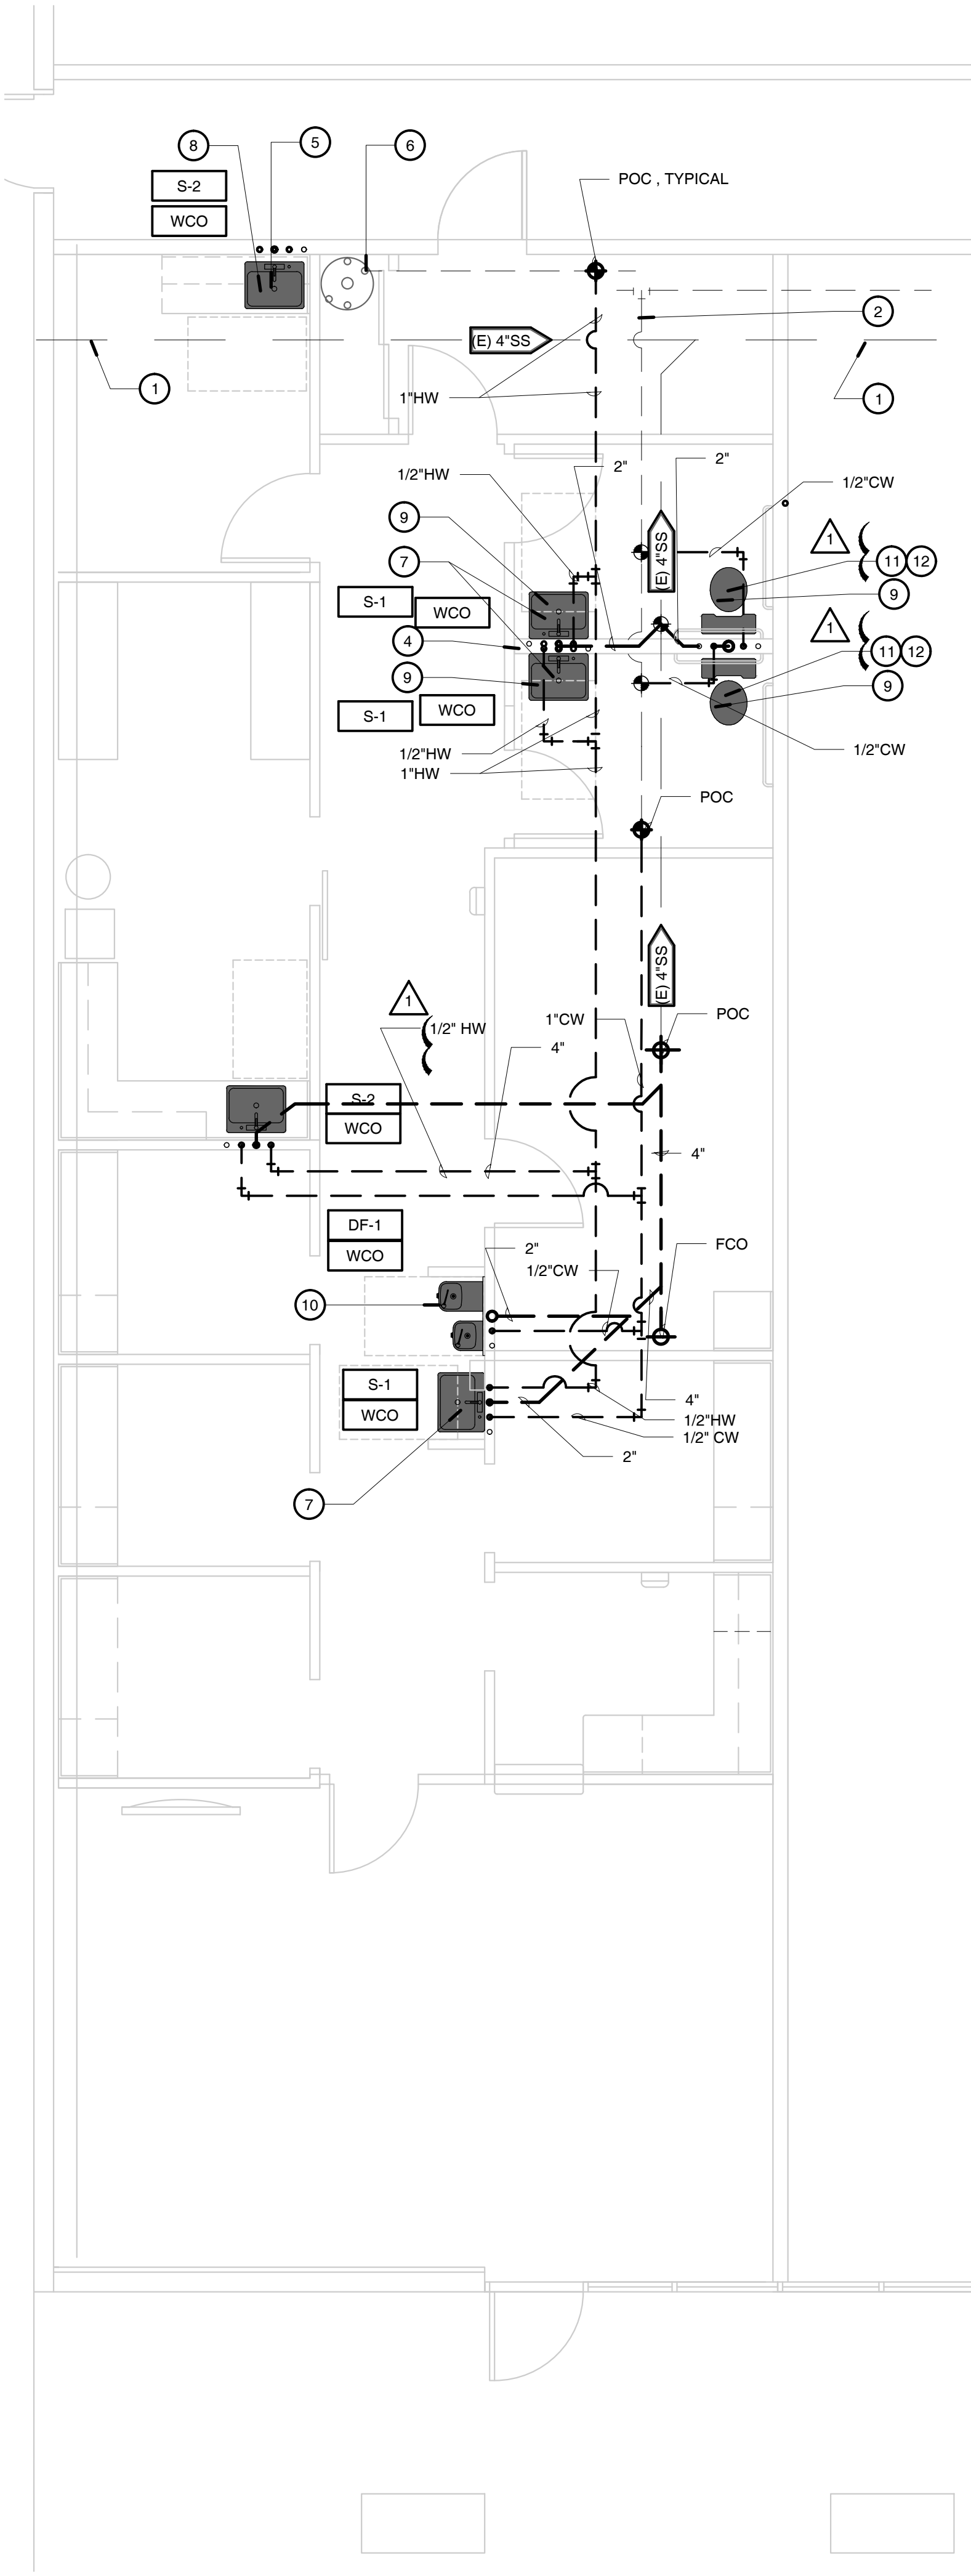 8
5
6
S-2
WCO
POC , TYPICAL
2
(E) 4"SS
1
1"HW
1
1/2"HW
2"
2"
1/2"CW
9
7
(E) 4"SS
1
11 12
9
S-1
WCO
4
1
11 12
9
9
S-1
WCO
1/2"HW
1"HW
1/2"CW
POC
(E) 4"SS
1
1/2" HW
1"CW
POC
4"
S-2
WCO
4"
DF-1
WCO
2"
1/2"CW
FCO
10
S-1
WCO
4"
1/2"HW
1/2" CW
2"
7